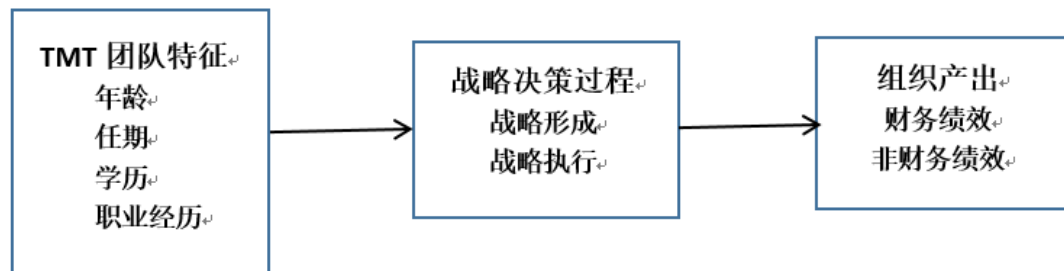 TMT 团队特征
年龄
任期
学历
职业经历
战略决策过程
战略形成
战略执行
组织产出
财务绩效
非财务绩效